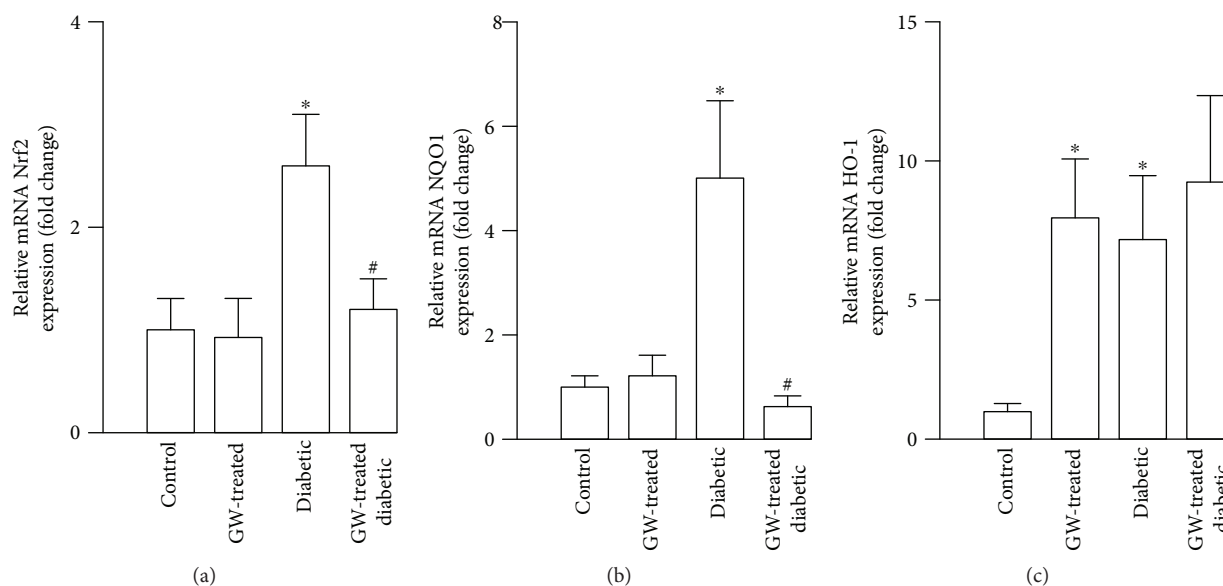 Relative mRNA Nrf2
expression (fold change)
4
2
0
*
#
Control
GW-treated
Diabetic
GW-treated
diabetic
(a)
Relative mRNA NQO1
expression (fold change)
8
6
4
2
0
*
#
Control
GW-treated
Diabetic
GW-treated
diabetic
(b)
Relative mRNA HO-1
expression (fold change)
15
10
5
0
*
*
Control
GW-treated
Diabetic
GW-treated
diabetic
(c)